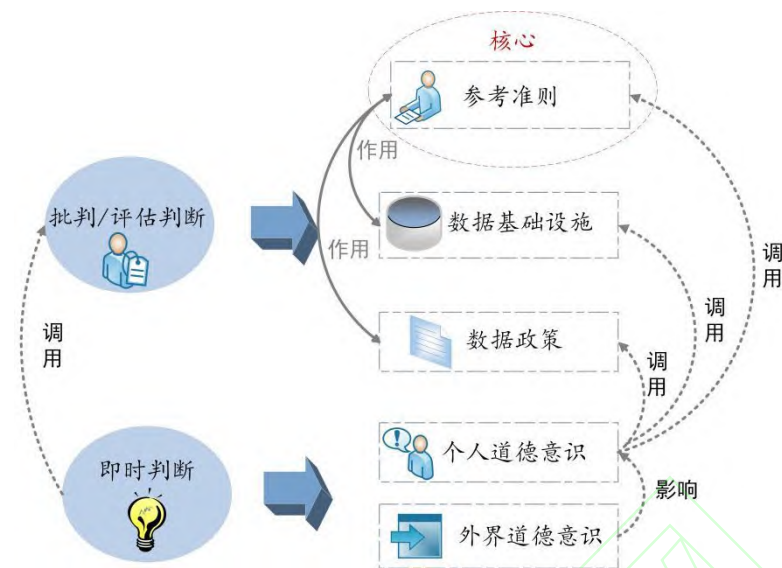 核心
参考准则
作用
批判/评估判断
数据基础设施
作用
调用
调用
调用
数据政策
调用
个人道德意识
即时判断
影响
外界道德意识